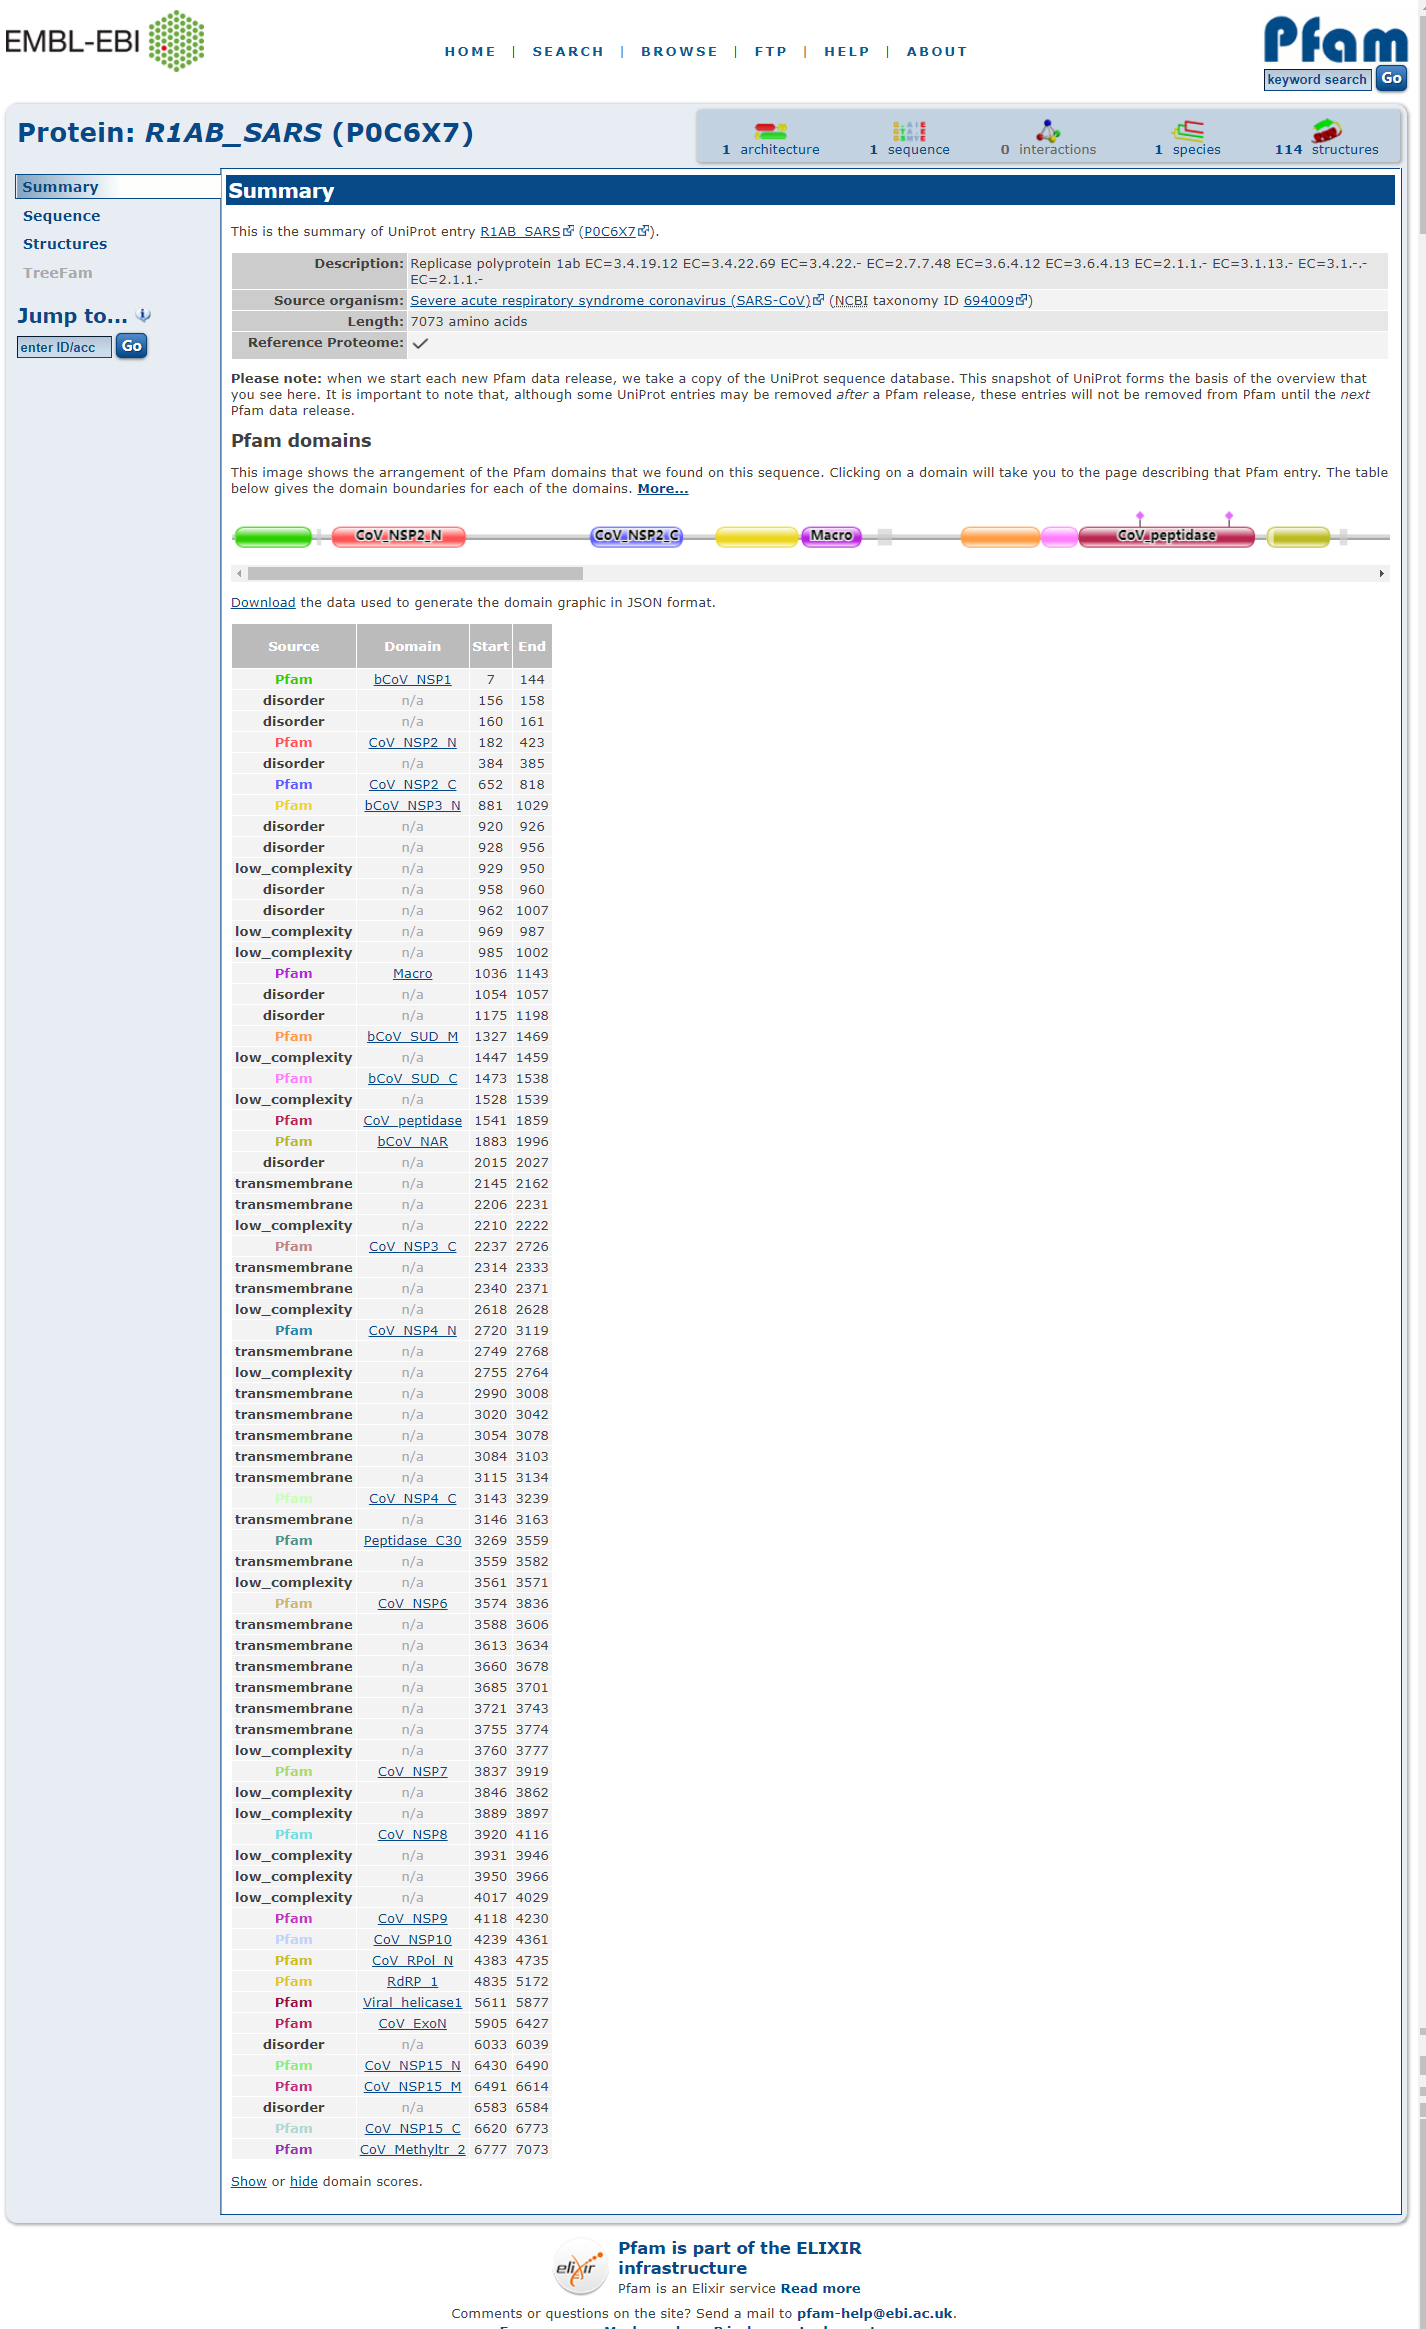 EMBL-EBI
HOME | SEARCH | BROWSE | FTP | HELP | ABOUT
Pfam
keyword search Go
Protein: R1AB_SARS (P0C6X7)
1 architecture 1 sequence 0 interactions 1 species 114 structures
Summary
Sequence
Structures
TreeFam
Jump to...
enter ID/acc Go
Summary
This is the summary of UniProt entry R1AB_SARS (P0C6X7).
Description: Replicase polyprotein 1ab EC=3.4.19.12 EC=3.4.22.69 EC=3.4.22.- EC=2.7.7.48 EC=3.6.4.12 EC=3.6.4.13 EC=2.1.1.- EC=3.1.13.- EC=3.1.-.-
EC=2.1.1.-
Source organism: Severe acute respiratory syndrome coronavirus (SARS-CoV) (NCBI taxonomy ID 694009)
Length: 7073 amino acids
Reference Proteome: ✓
Please note: when we start each new Pfam data release, we take a copy of the UniProt sequence database. This snapshot of UniProt forms the basis of the overview that
you see here. It is important to note that, although some UniProt entries may be removed after a Pfam release, these entries will not be removed from Pfam until the next
Pfam data release.
Pfam domains
This image shows the arrangement of the Pfam domains that we found on this sequence. Clicking on a domain will take you to the page describing that Pfam entry. The table
below gives the domain boundaries for each of the domains. More...
CoV_NSP2_N CoV_NSP2_C Macro CoV_peptidase
Download the data used to generate the domain graphic in JSON format.
Source Domain Start End
Pfam bCoV_NSP1 7 144
disorder n/a 156 158
disorder n/a 160 161
Pfam CoV_NSP2_N 182 423
disorder n/a 384 385
Pfam CoV_NSP2_C 652 818
Pfam bCoV_NSP3_N 881 1029
disorder n/a 920 926
disorder n/a 928 956
low_complexity n/a 929 950
disorder n/a 958 960
disorder n/a 962 1007
low_complexity n/a 969 987
low_complexity n/a 985 1002
Pfam Macro 1036 1143
disorder n/a 1054 1057
disorder n/a 1175 1198
Pfam bCoV_SUD_M 1327 1469
low_complexity n/a 1447 1459
Pfam bCoV_SUD_C 1473 1538
low_complexity n/a 1528 1539
Pfam CoV_peptidase 1541 1859
Pfam bCoV_NAR 1883 1996
disorder n/a 2015 2027
transmembrane n/a 2145 2162
transmembrane n/a 2206 2231
low_complexity n/a 2210 2222
Pfam CoV_NSP3_C 2237 2726
transmembrane n/a 2314 2333
transmembrane n/a 2340 2371
low_complexity n/a 2618 2628
Pfam CoV_NSP4_N 2720 3119
transmembrane n/a 2749 2768
low_complexity n/a 2755 2764
transmembrane n/a 2990 3008
transmembrane n/a 3020 3042
transmembrane n/a 3054 3078
transmembrane n/a 3084 3103
transmembrane n/a 3115 3134
Pfam CoV_NSP4_C 3143 3239
transmembrane n/a 3146 3163
Pfam Peptidase_C30 3269 3559
transmembrane n/a 3559 3582
low_complexity n/a 3561 3571
Pfam CoV_NSP6 3574 3836
transmembrane n/a 3588 3606
transmembrane n/a 3613 3634
transmembrane n/a 3660 3678
transmembrane n/a 3685 3701
transmembrane n/a 3721 3743
transmembrane n/a 3755 3774
low_complexity n/a 3760 3777
Pfam CoV_NSP7 3837 3919
low_complexity n/a 3846 3862
low_complexity n/a 3889 3897
Pfam CoV_NSP8 3920 4116
low_complexity n/a 3931 3946
low_complexity n/a 3950 3966
low_complexity n/a 4017 4029
Pfam CoV_NSP9 4118 4230
Pfam CoV_NSP10 4239 4361
Pfam CoV_RPol_N 4383 4735
Pfam RdRP_1 4835 5172
Pfam Viral_helicase1 5611 5877
Pfam CoV_ExoN 5905 6427
disorder n/a 6033 6039
Pfam CoV_NSP15_N 6430 6490
Pfam CoV_NSP15_M 6491 6614
disorder n/a 6583 6584
Pfam CoV_NSP15_C 6620 6773
Pfam CoV_Methyltr_2 6777 7073
Show or hide domain scores.
elixir
Pfam is part of the ELIXIR
infrastructure
Pfam is an Elixir service Read more
Comments or questions on the site? Send a mail to pfam-help@ebi.ac.uk.